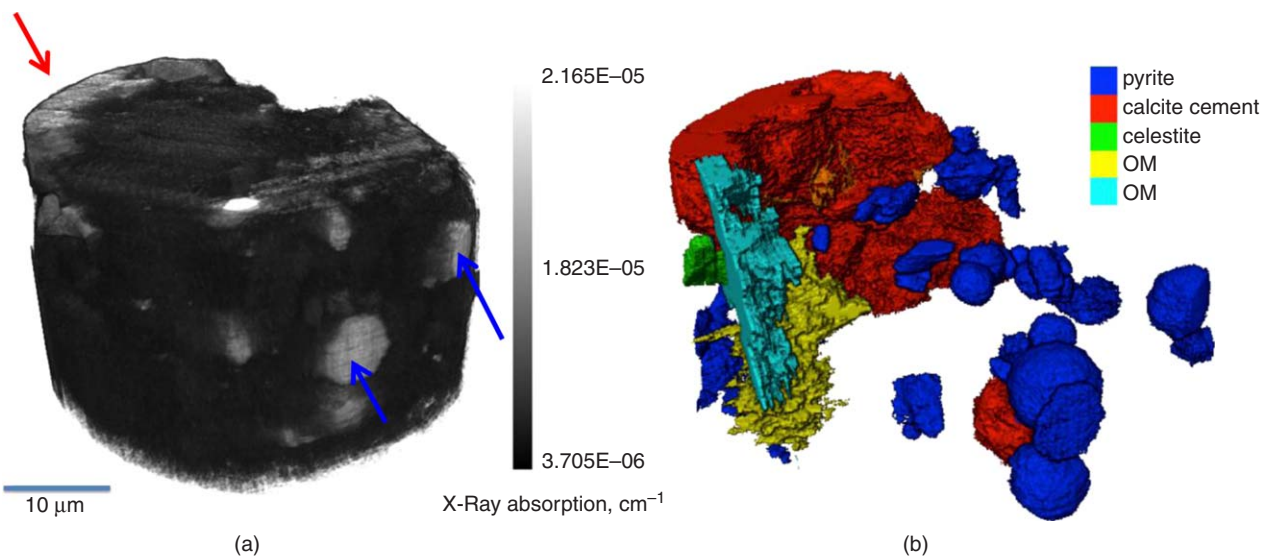 2.165E–05
1.823E–05
3.705E–06
X-Ray absorption, cm–1
10 μm
(a)
pyrite
calcite cement
celestite
OM
OM
(b)